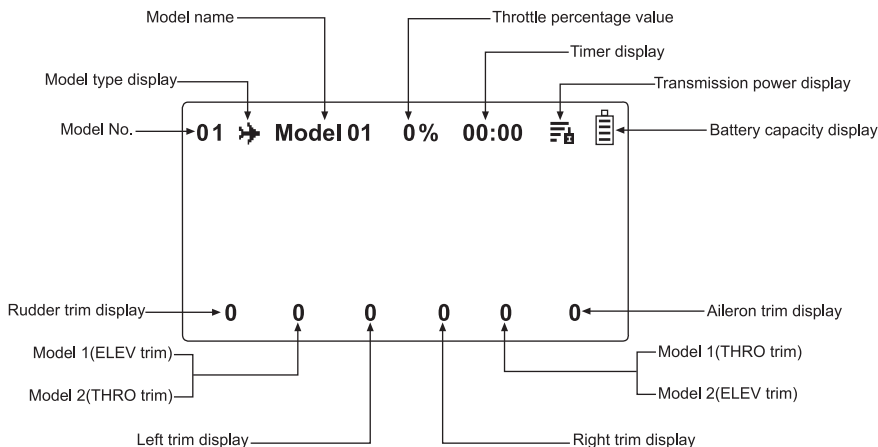 Model name
Throttle percentage value
Timer display
Model type display
Transmission power display
Model No.
01 Model 01 0% 00:00
Battery capacity display
Rudder trim display
0 0 0 0 0 0
Aileron trim display
Model 1(ELEV trim)
Model 1(THRO trim)
Model 2(THRO trim)
Model 2(ELEV trim)
Left trim display
Right trim display